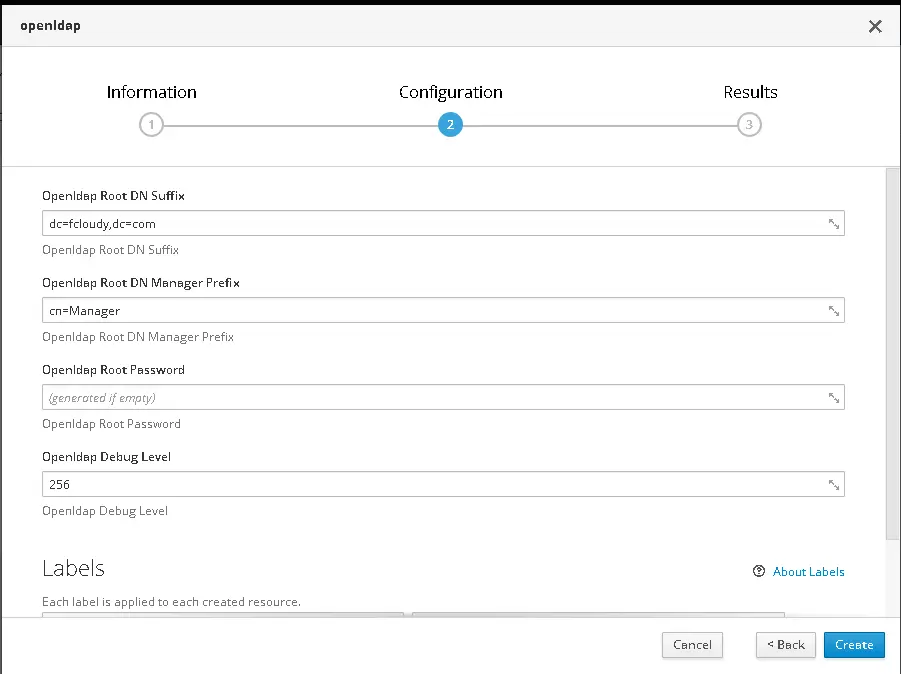 openldap
Information
Configuration
Results
1
2
3
Openldap Root DN Suffix
dc=fcloudy,dc=com
Openldap Root DN Suffix
Openldap Root DN Manager Prefix
cn=Manager
Openldap Root DN Manager Prefix
Openldap Root Password
(generated if empty)
Openldap Root Password
Openldap Debug Level
256
Openldap Debug Level
Labels
About Labels
Each label is applied to each created resource.
Cancel
< Back
Create